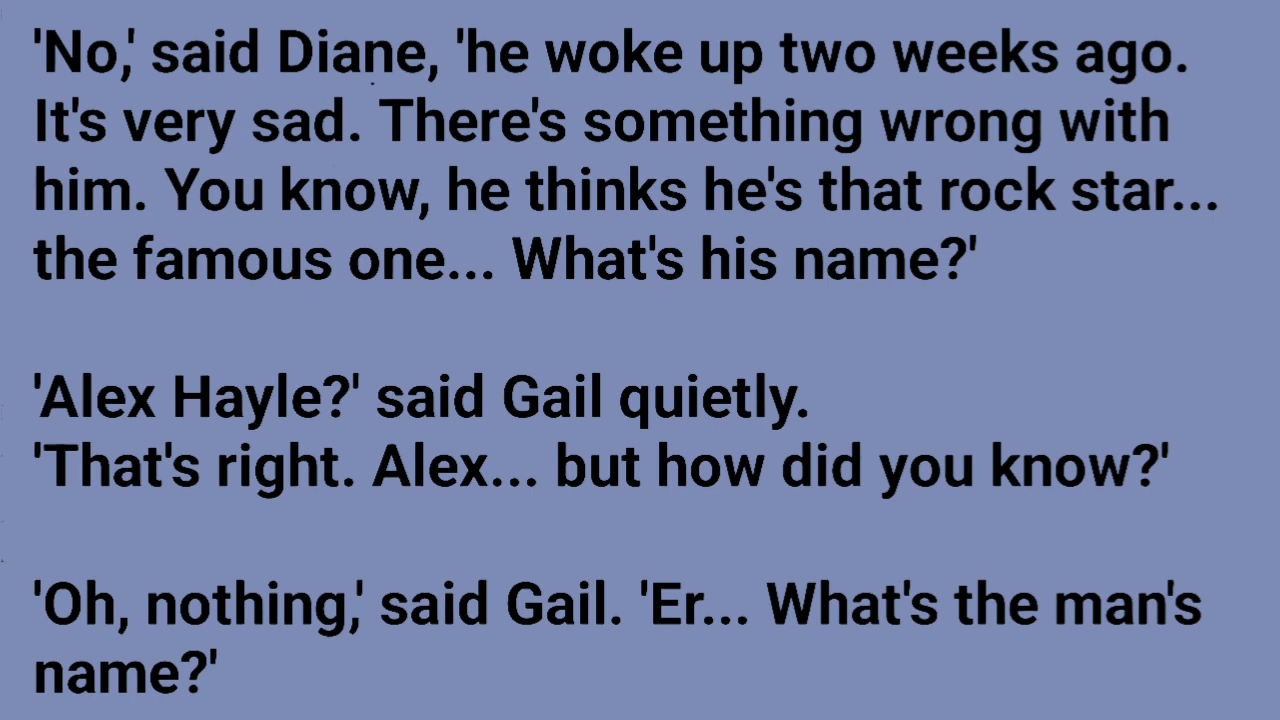 'No,' said Diane, 'he woke up two weeks ago.
It's very sad. There's something wrong with
him. You know, he thinks he's that rock star...
the famous one... What's his name?'
'Alex Hayle?' said Gail quietly.
'That's right. Alex... but how did you know?'
'Oh, nothing,' said Gail. 'Er... What's the man's
name?'